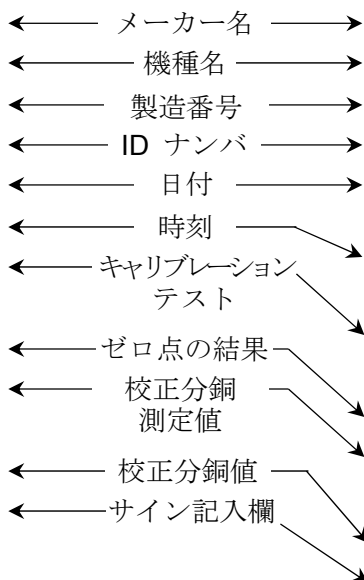 メーカー名
機種名
製造番号
ID ナンバ
日付
時刻
キャリブレーション
テスト
ゼロ点の結果
校正分銅
測定値
校正分銅値
サイン記入欄